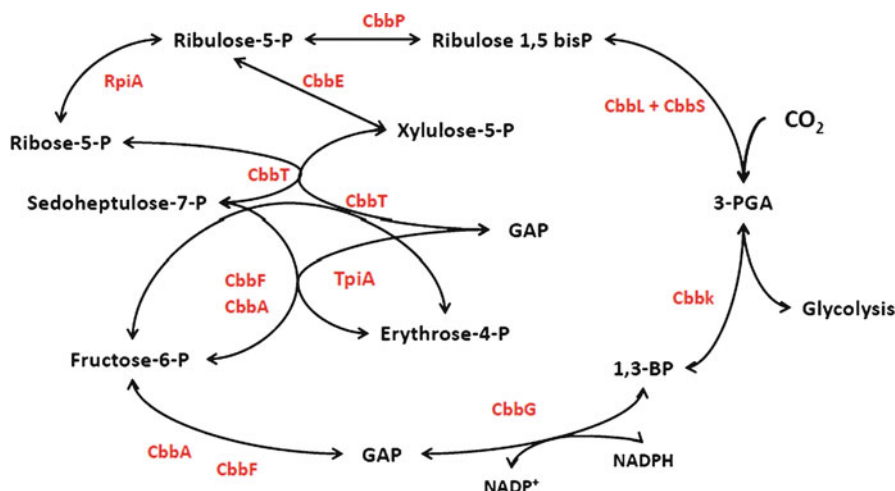 CbbP
Ribulose-5-P
Ribulose 1,5 bisP
RpiA
CbbE
CbbL + CbbS
CO2
Ribose-5-P
Xylulose-5-P
CbbT
Sedoheptulose-7-P
CbbT
3-PGA
GAP
CbbF
CbbA
TpiA
Cbbk
Glycolysis
Erythrose-4-P
Fructose-6-P
1,3-BP
CbbG
CbbA
CbbF
GAP
NADPH
NADP+